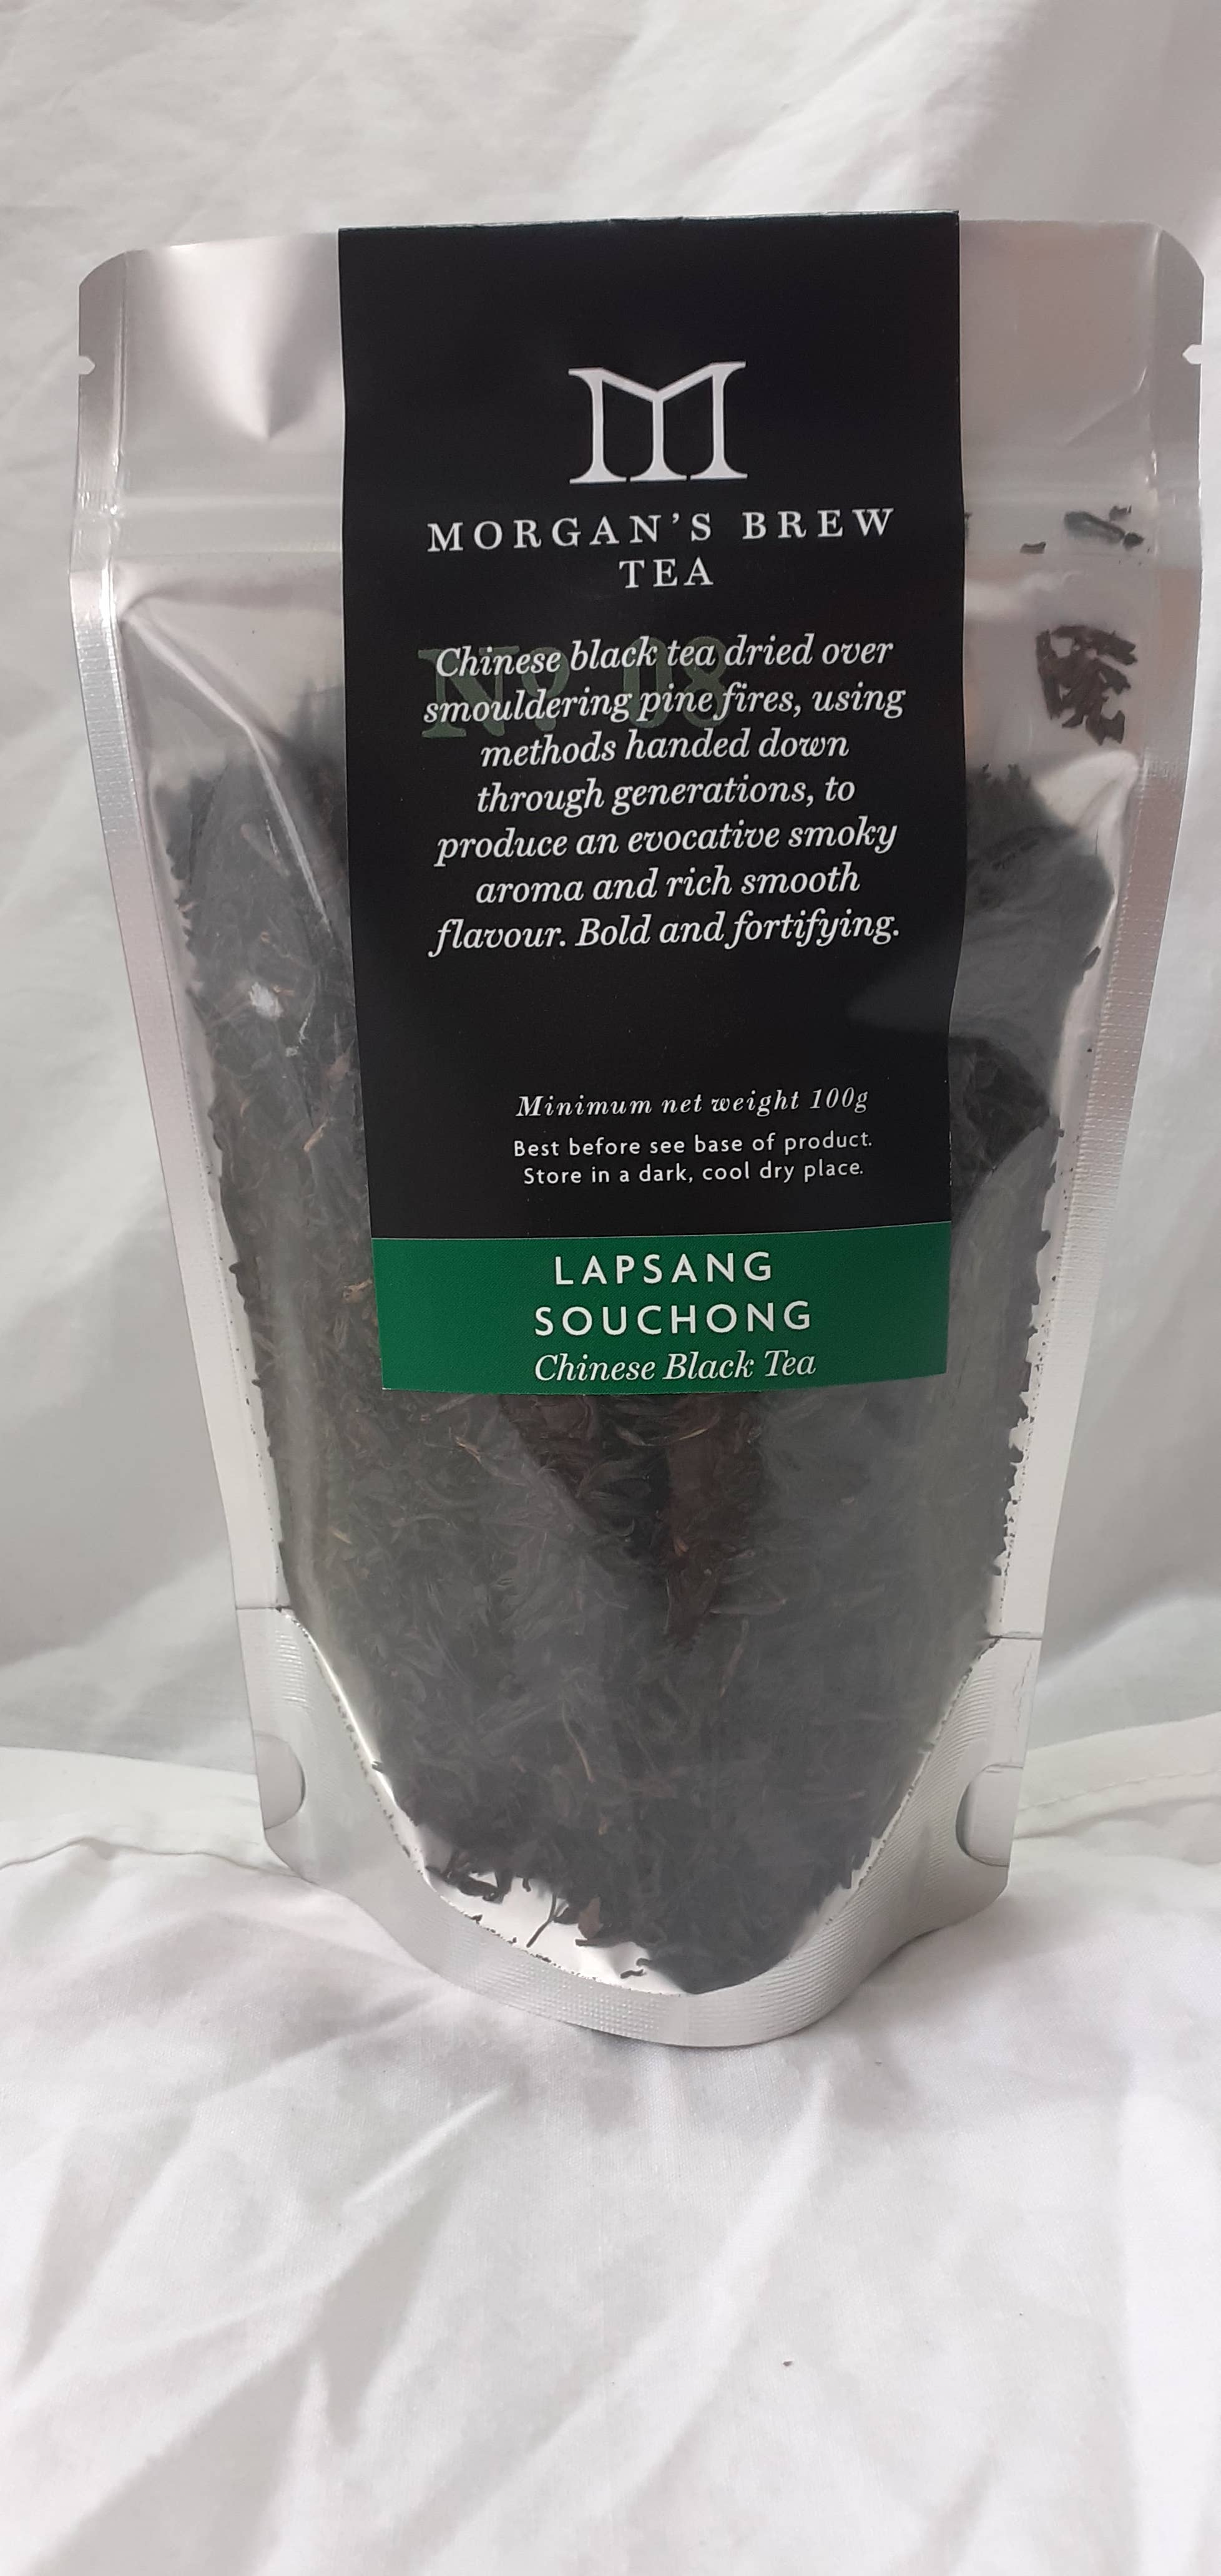 M
MORGAN'S BREW
TEA
Nº 08
Chinese black tea dried over
smouldering pine fires, using
methods handed down
through generations, to
produce an evocative smoky
aroma and rich smooth
flavour. Bold and fortifying.
Minimum net weight 100g
Best before see base of product.
Store in a dark, cool dry place.
LAPSANG
SOUCHONG
Chinese Black Tea